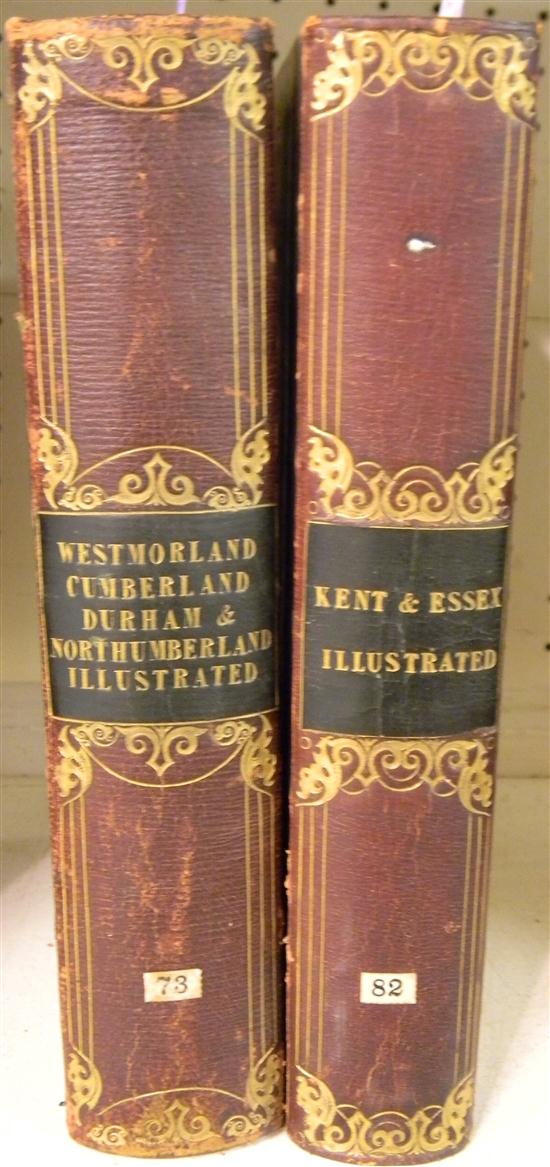 WESTMORLAND
CUMBERLAND
DURHAM &
NORTHUMBERLAND
ILLUSTRATED
73
KENT & ESSEX
ILLUSTRATED
82